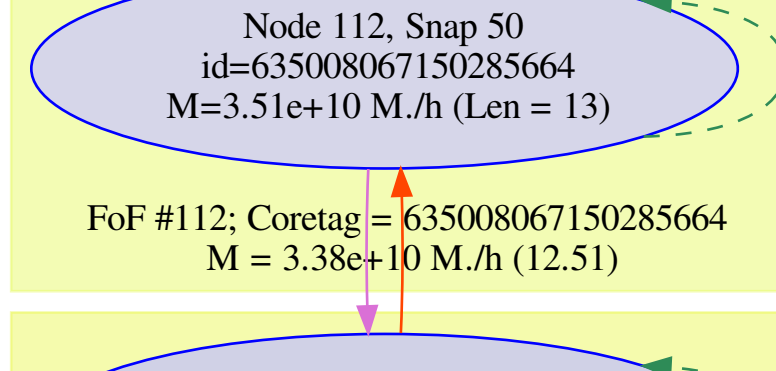 Node 112, Snap 50
id=635008067150285664
M=3.51e+10 M./h (Len = 13)
FoF #112; Coretag = 635008067150285664
M = 3.38e+10 M./h (12.51)